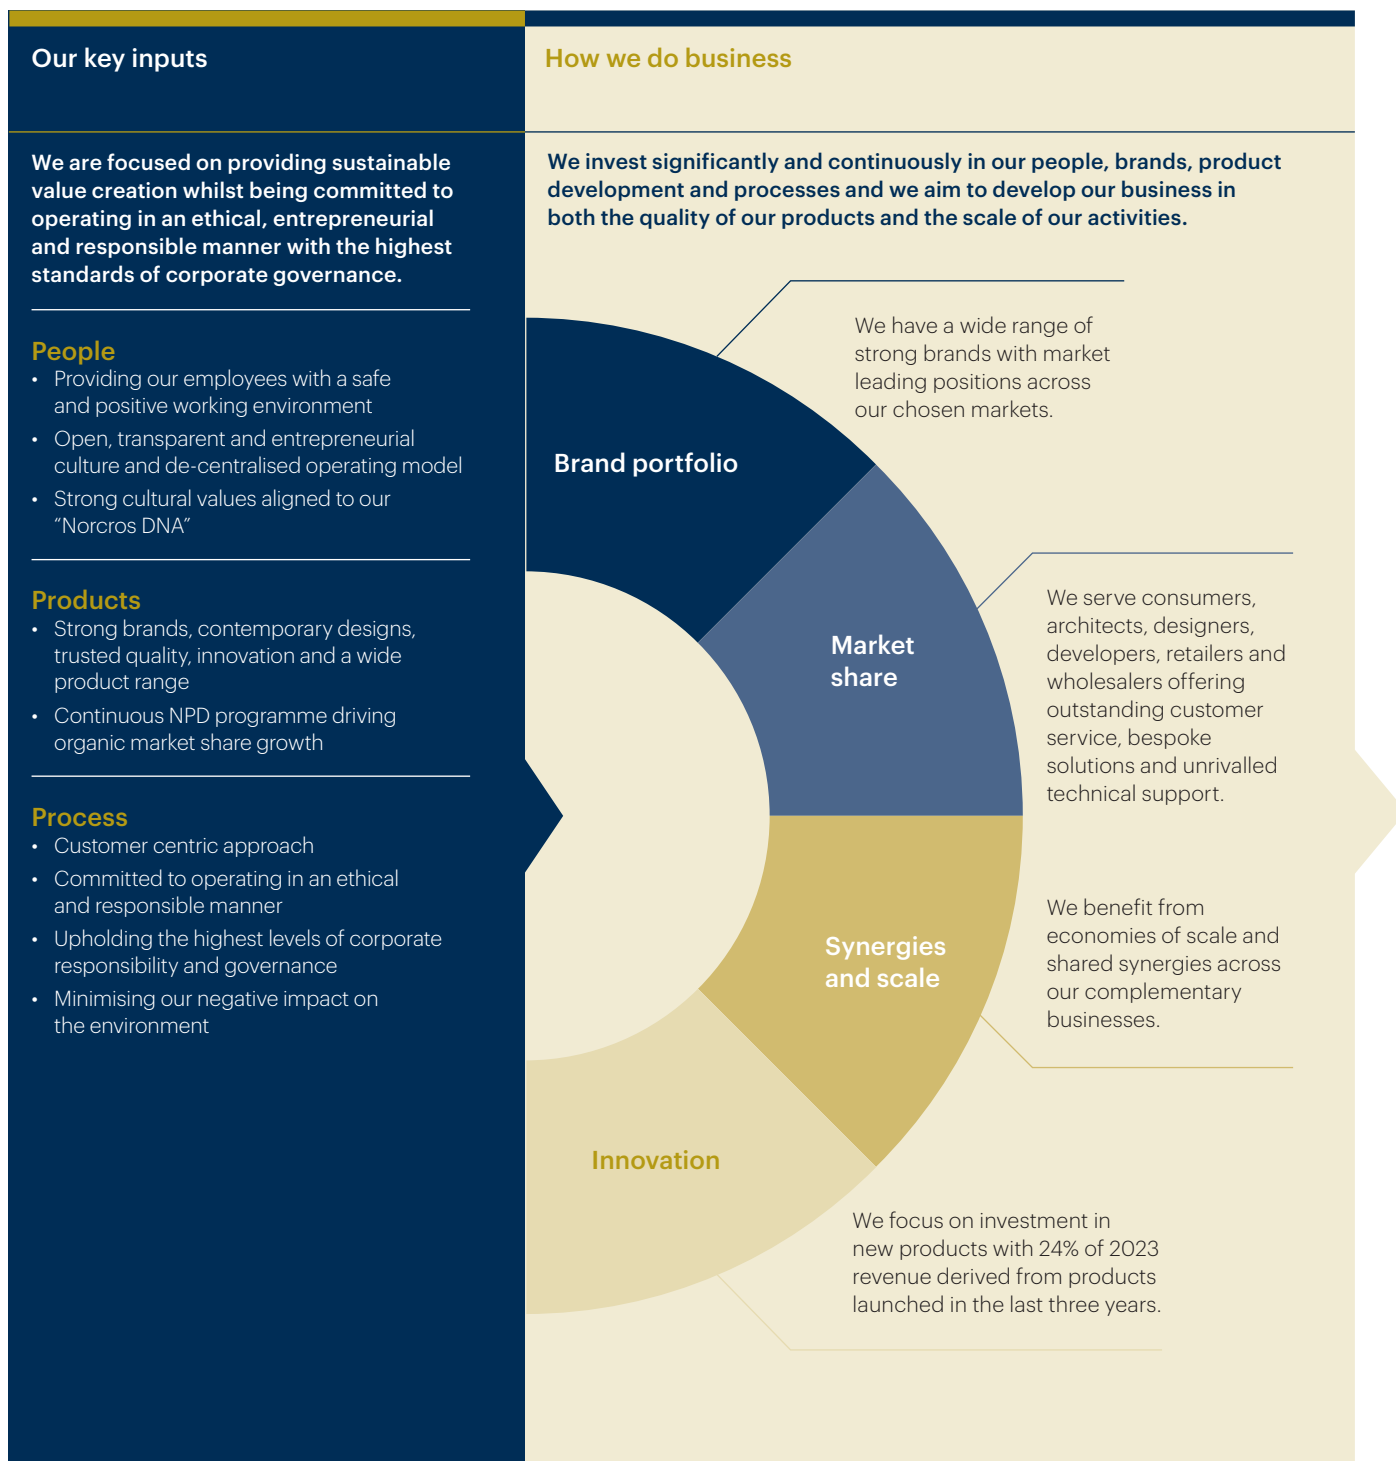 Our key inputs
We are focused on providing sustainable
value creation whilst being committed to
operating in an ethical, entrepreneurial
and responsible manner with the highest
standards of corporate governance.
People
• Providing our employees with a safe
and positive working environment
• Open, transparent and entrepreneurial
culture and de-centralised operating model
• Strong cultural values aligned to our
“Norcros DNA”
Products
• Strong brands, contemporary designs,
trusted quality, innovation and a wide
product range
• Continuous NPD programme driving
organic market share growth
Process
• Customer centric approach
• Committed to operating in an ethical
and responsible manner
• Upholding the highest levels of corporate
responsibility and governance
• Minimising our negative impact on
the environment
How we do business
We invest significantly and continuously in our people, brands, product
development and processes and we aim to develop our business in
both the quality of our products and the scale of our activities.
Brand portfolio
We have a wide range of
strong brands with market
leading positions across
our chosen markets.
Market
share
We serve consumers,
architects, designers,
developers, retailers and
wholesalers offering
outstanding customer
service, bespoke
solutions and unrivalled
technical support.
Synergies
and scale
We benefit from
economies of scale and
shared synergies across
our complementary
businesses.
Innovation
We focus on investment in
new products with 24% of 2023
revenue derived from products
launched in the last three years.